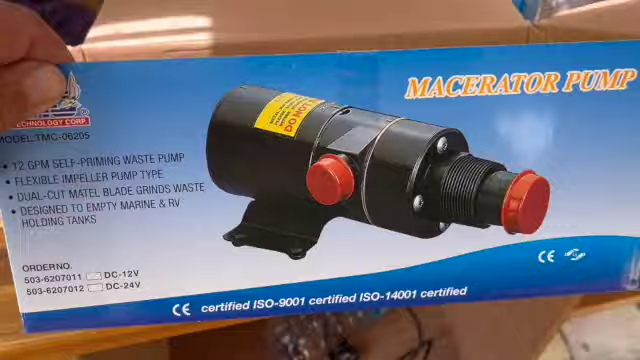 MACERATOR PUMP
TECHNOLOGY CORP.
®
MODEL:TMC-06205
• 12 GPM SELF-PRIMING WASTE PUMP
• FLEXIBLE IMPELLER PUMP TYPE
• DUAL-CUT MATEL BLADE GRINDS WASTE
• DESIGNED TO EMPTY MARINE & RV
HOLDING TANKS
ORDERNO.
503-6207011 DC-12V
503-6207012 DC-24V
CE
CE certified ISO-9001 certified ISO-14001 certified